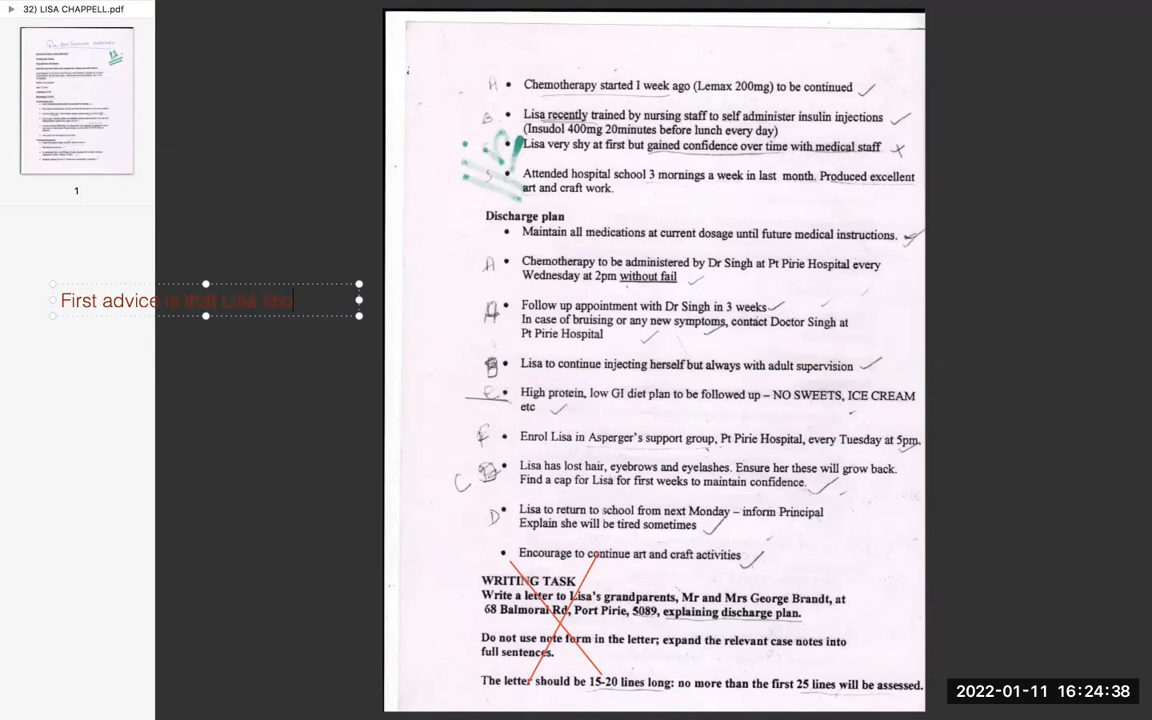 32) LISA CHAPPELL.pdf
1
First advice is that Lisa sho
A • Chemotherapy started 1 week ago (Lemax 200mg) to be continued
B • Lisa recently trained by nursing staff to self administer insulin injections
(Insudol 400mg 20minutes before lunch every day)
• Lisa very shy at first but gained confidence over time with medical staff
• Attended hospital school 3 mornings a week in last month. Produced excellent
art and craft work.
Discharge plan
• Maintain all medications at current dosage until future medical instructions.
A • Chemotherapy to be administered by Dr Singh at Pt Pirie Hospital every
Wednesday at 2pm without fail
• Follow up appointment with Dr Singh in 3 weeks
In case of bruising or any new symptoms, contact Doctor Singh at
Pt Pirie Hospital
B • Lisa to continue injecting herself but always with adult supervision
• High protein, low GI diet plan to be followed up – NO SWEETS, ICE CREAM
etc
• Enrol Lisa in Asperger's support group, Pt Pirie Hospital, every Tuesday at 5pm.
C • Lisa has lost hair, eyebrows and eyelashes. Ensure her these will grow back.
Find a cap for Lisa for first weeks to maintain confidence.
D • Lisa to return to school from next Monday – inform Principal
Explain she will be tired sometimes
• Encourage to continue art and craft activities
WRITING TASK
Write a letter to Lisa's grandparents, Mr and Mrs George Brandt, at
68 Balmoral Rd, Port Pirie, 5089, explaining discharge plan.
Do not use note form in the letter; expand the relevant case notes into
full sentences.
The letter should be 15-20 lines long: no more than the first 25 lines will be assessed.
2022-01-11 16:24:38